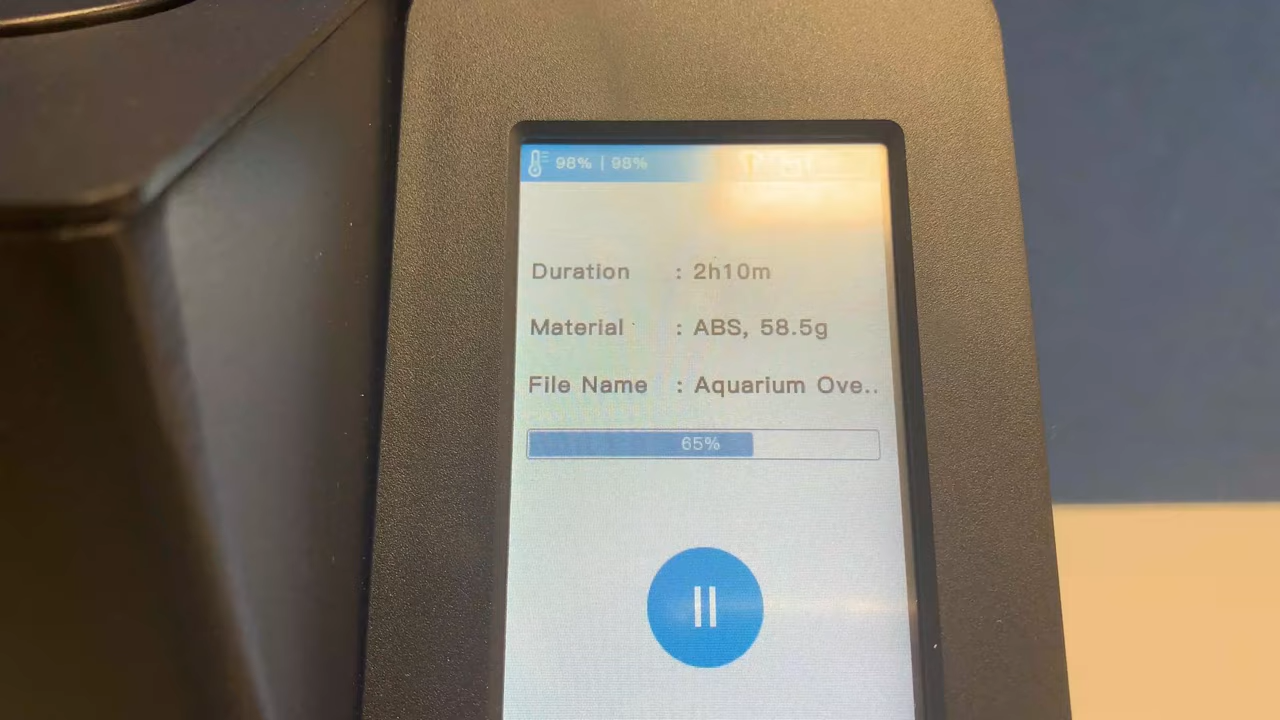 98% | 98%
Duration : 2h10m
Material : ABS, 58.5g
File Name : Aquarium Ove..
65%